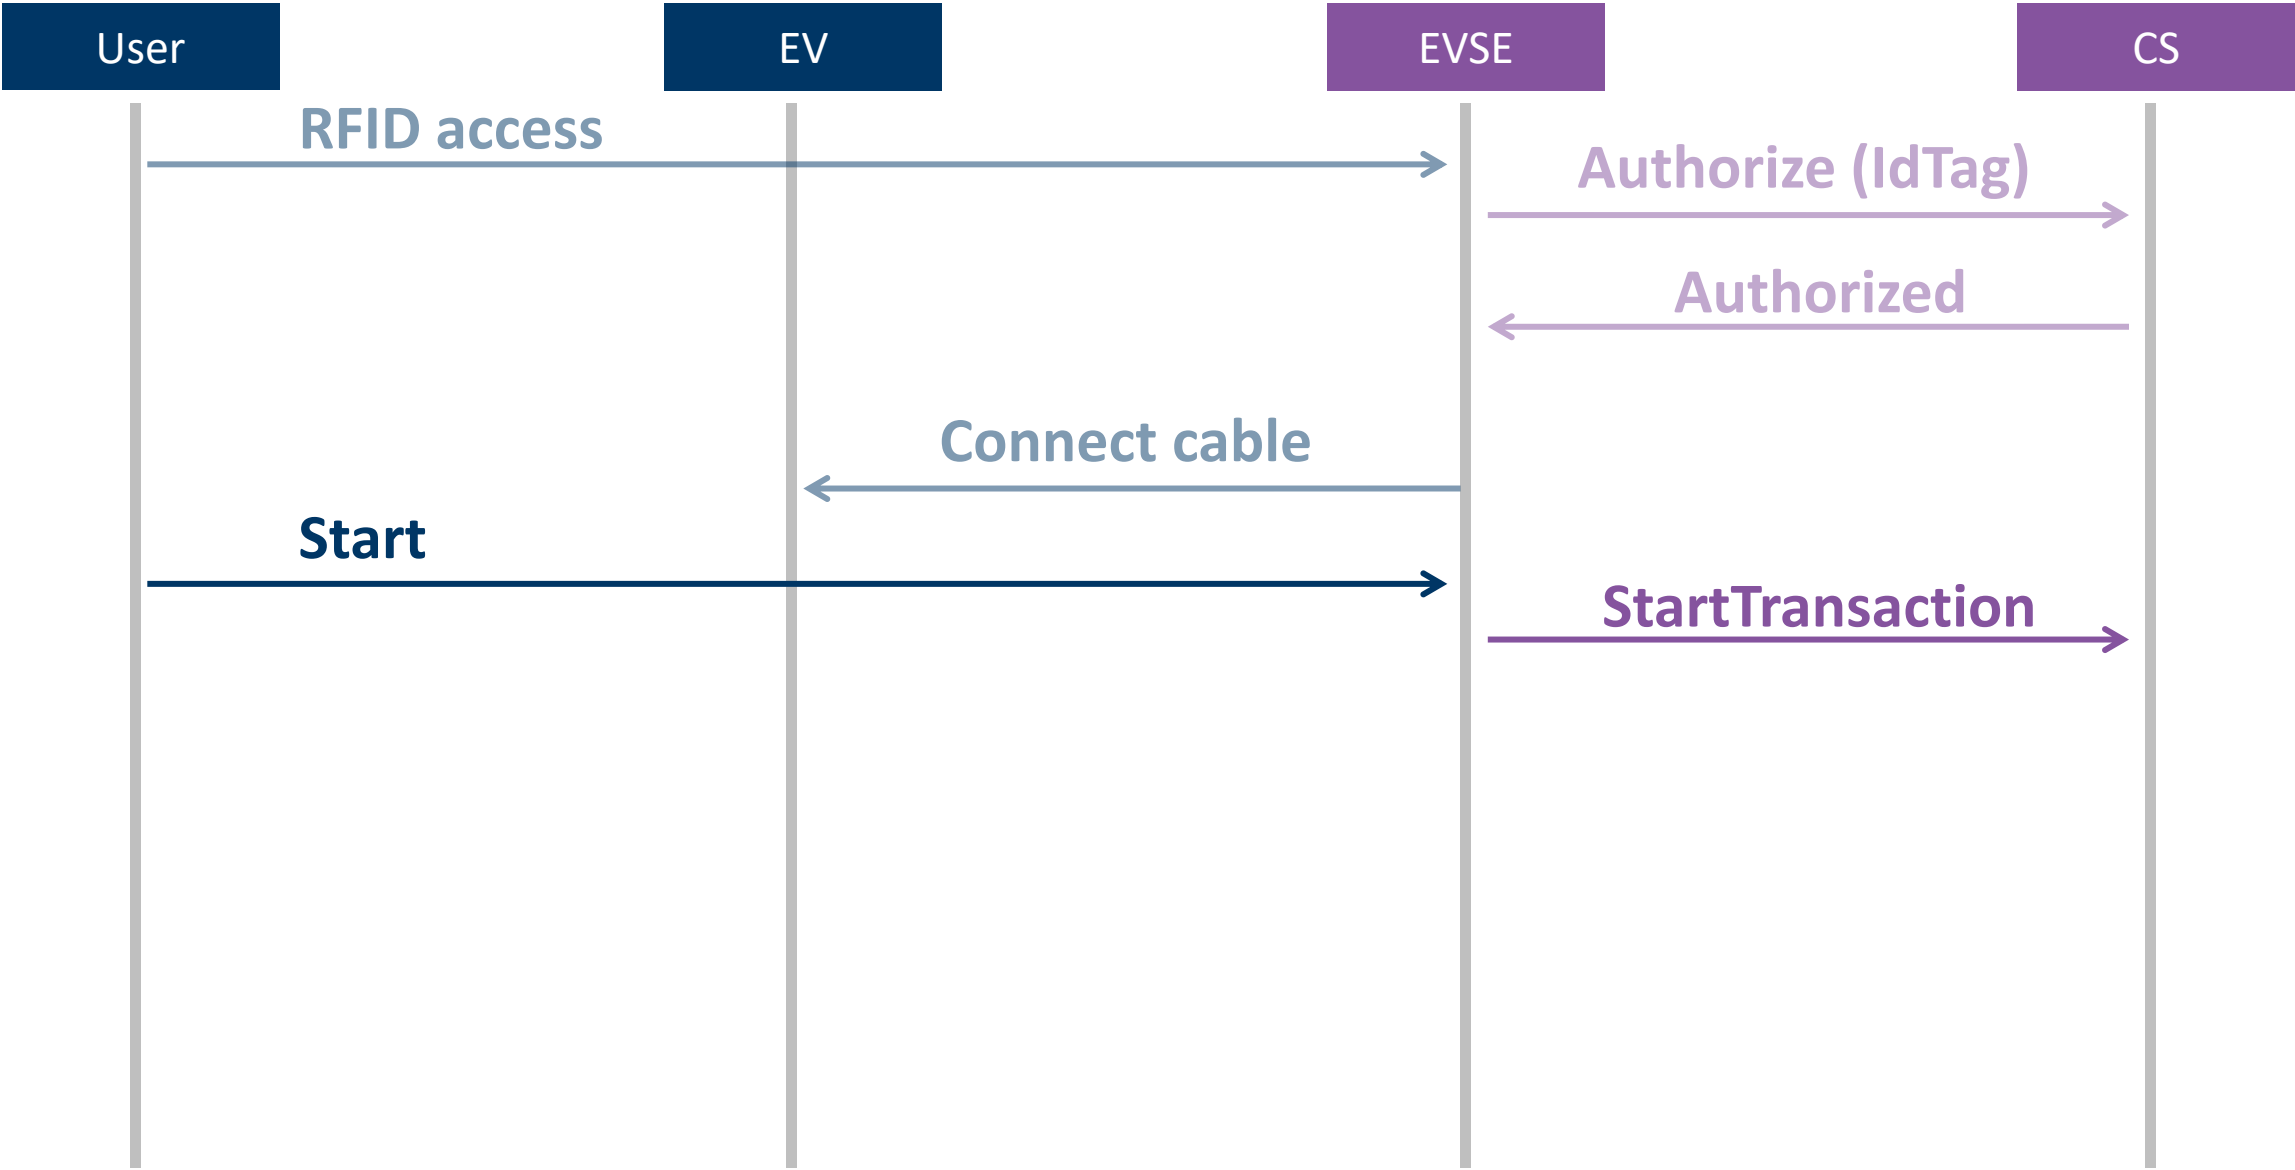 User
EV
EVSE
CS
RFID access
Authorize (IdTag)
Authorized
Connect cable
Start
StartTransaction